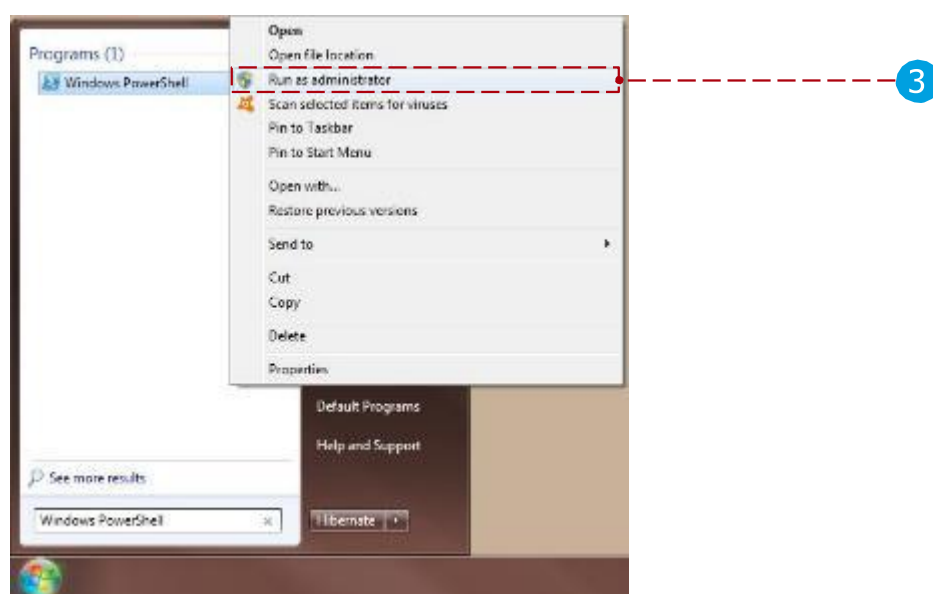 Programs (1)
Windows PowerShell
Open
Open file location
Run as administrator
Scan selected items for viruses
Pin to Taskbar
Pin to Start Menu
Open with...
Restore previous versions
Send to
Cut
Copy
Delete
Properties
3
Default Programs
Help and Support
See more results
Windows PowerShell
Hibernate